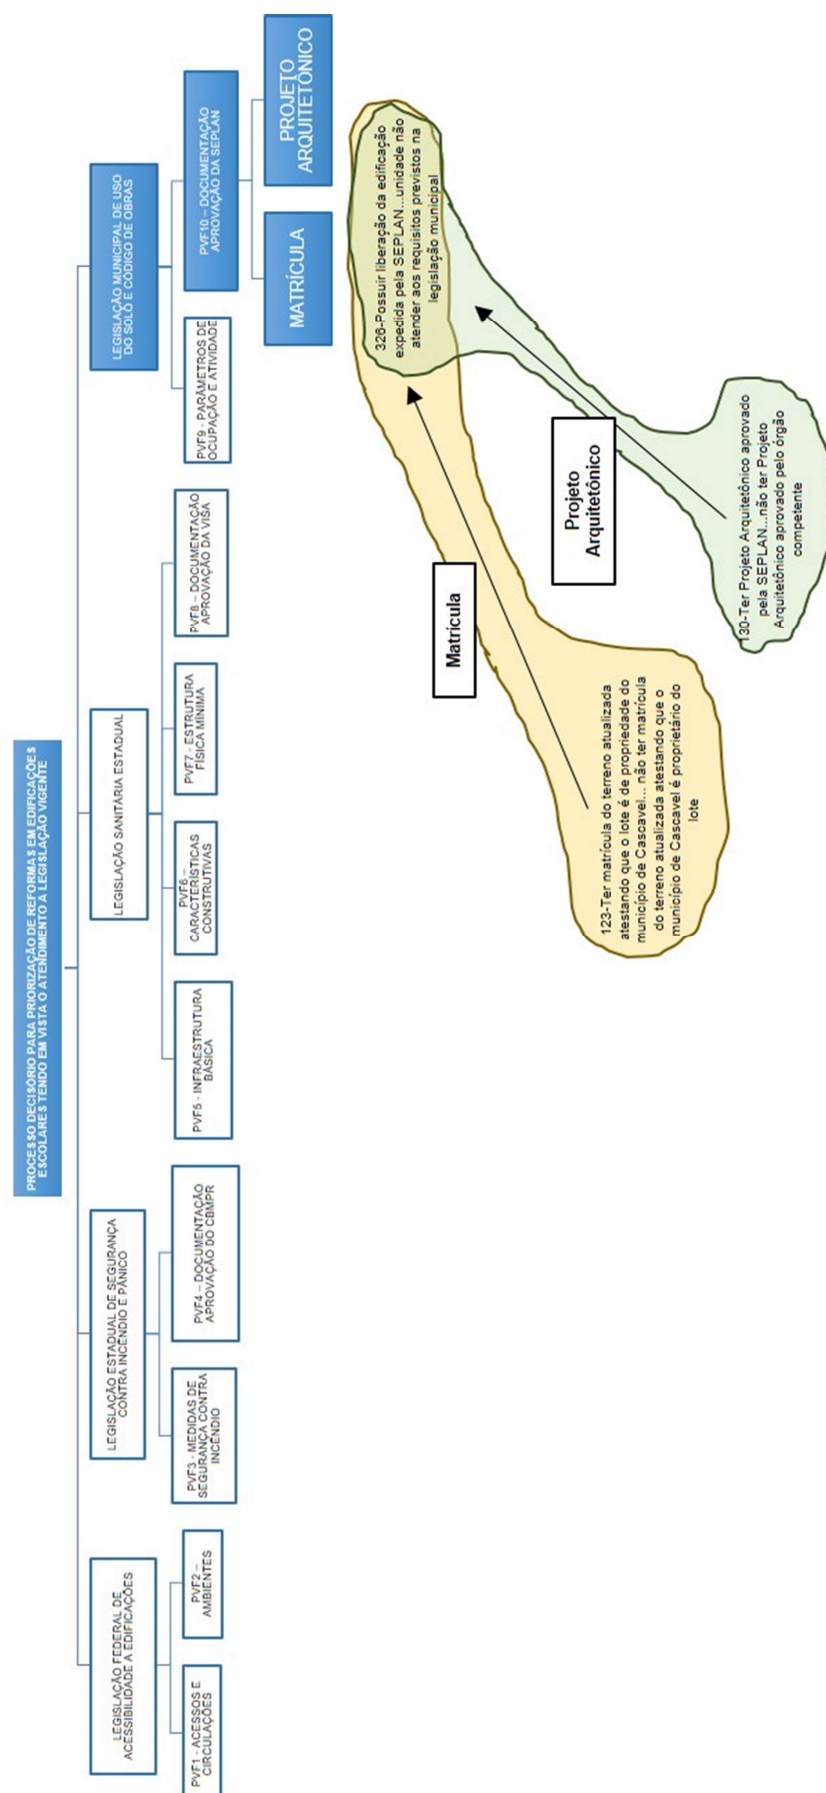 PROCESSO DECISÓRIO PARA PRIORIZAÇÃO DE REFORMAS EM EDIFICAÇÕES
ESCOLARES TENDO EM VISTA O ATENDIMENTO A LEGISLAÇÃO VIGENTE
LEGISLAÇÃO FEDERAL DE
ACESSIBILIDADE A EDIFICAÇÕES
LEGISLAÇÃO ESTADUAL DE SEGURANÇA
CONTRA INCÊNDIO E PÂNICO
LEGISLAÇÃO SANITÁRIA ESTADUAL
LEGISLAÇÃO MUNICIPAL DE USO
DO SOLO E CÓDIGO DE OBRAS
PVF1 - ACESSOS E
CIRCULAÇÕES
PVF2 –
AMBIENTES
PVF3 - MEDIDAS DE
SEGURANÇA CONTRA
INCÊNDIO
PVF4 – DOCUMENTAÇÃO
APROVAÇÃO DO CBMPR
PVF5 - INFRAESTRUTURA
BÁSICA
PVF6 –
CARACTERÍSTICAS
CONSTRUTIVAS
PVF7 - ESTRUTURA
FÍSICA MÍNIMA
PVF8 – DOCUMENTAÇÃO
APROVAÇÃO DA VISA
PVF9 - PARÂMETROS DE
OCUPAÇÃO E ATIVIDADE
PVF10 – DOCUMENTAÇÃO
APROVAÇÃO DA SEPLAN
MATRÍCULA
PROJETO
ARQUITETÔNICO
326-Possuir liberação da edificação
expedida pela SEPLAN...unidade não
atender aos requisitos previstos na
legislação municipal
Matrícula
Projeto
Arquitetônico
123-Ter matrícula do terreno atualizada
atestando que o lote é de propriedade do
município de Cascavel... não ter matrícula
do terreno atualizada atestando que o
município de Cascavel é proprietário do
lote
130-Ter Projeto Arquitetônico aprovado
pela SEPLAN...não ter Projeto
Arquitetônico aprovado pelo órgão
competente